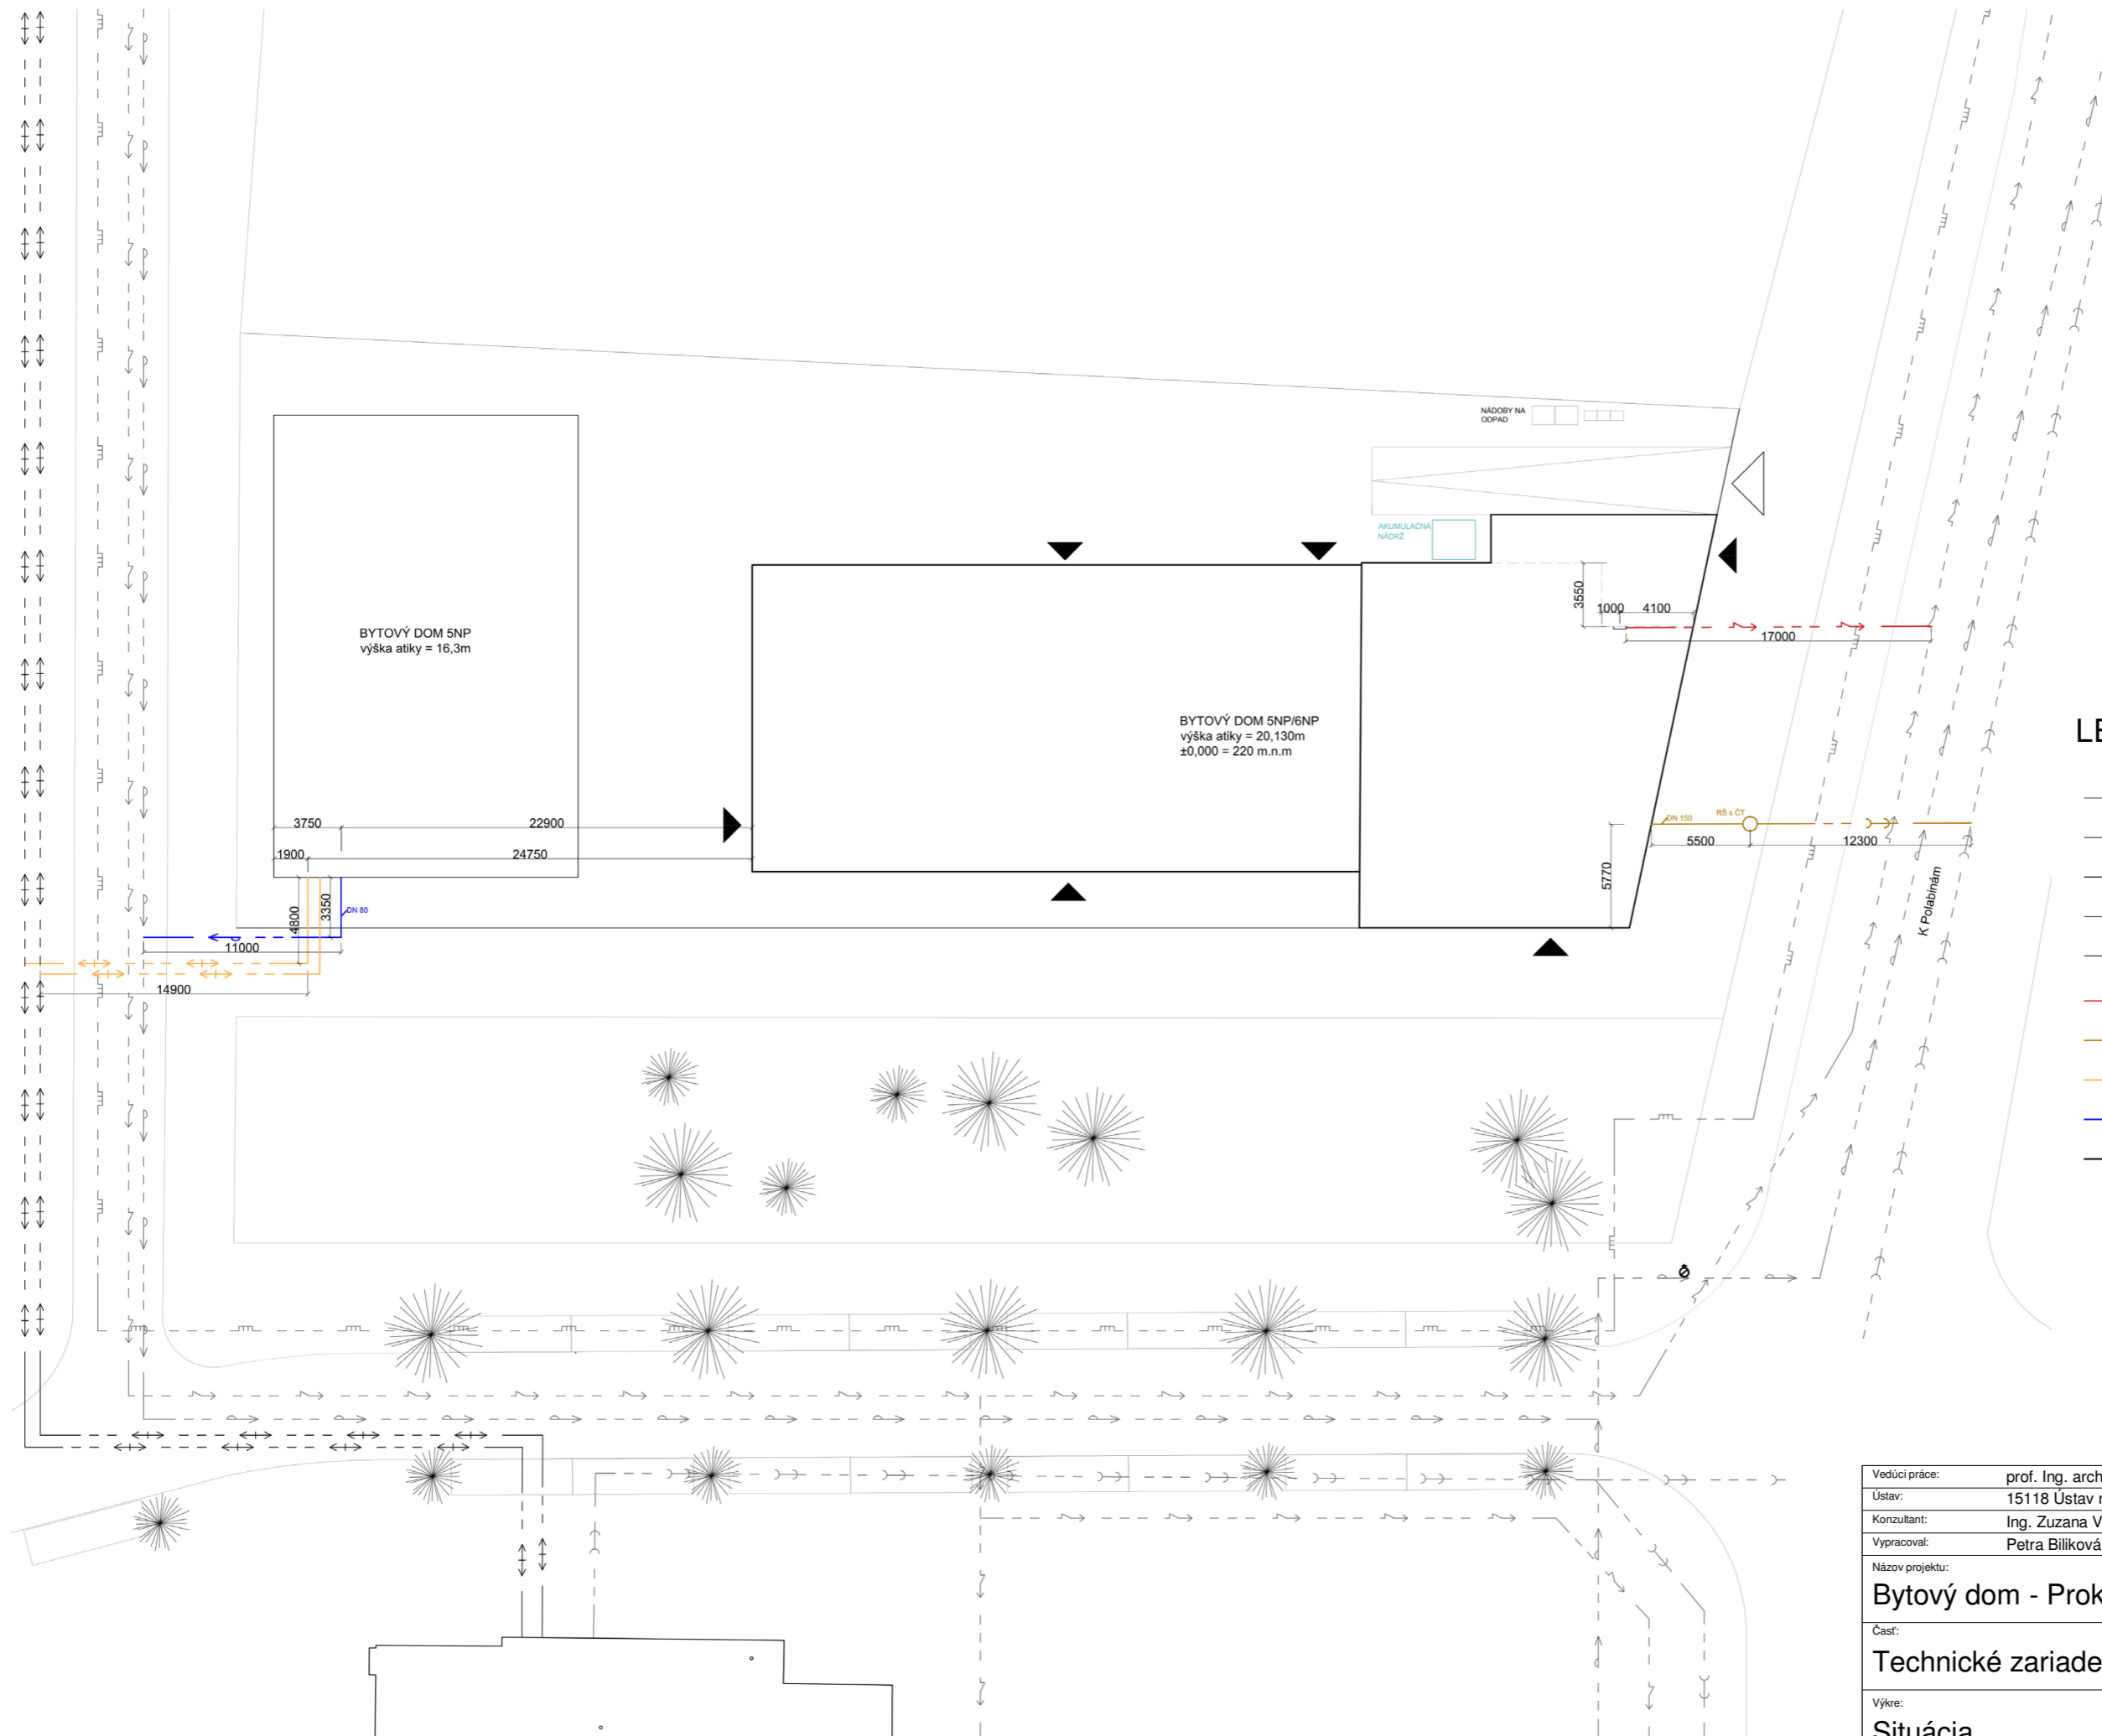 NÁDOBY NA
ODPAD
AKUMULAČNÁ
NÁDRŽ
3550
1000
4100
17000
BYTOVÝ DOM 5NP
výška atiky = 16,3m
BYTOVÝ DOM 5NP/6NP
výška atiky = 20,130m
±0,000 = 220 m.n.m
LE
3750
22900
1900
24750
DN 150
RŠ s ČT
5500
12300
5770
4800
3350
DN 80
11000
14900
K Polabinám
Vedúci práce:
prof. Ing. arch
Ústav:
15118 Ústav n
Konzultant:
Ing. Zuzana V
Vypracoval:
Petra Biliková
Názov projektu:
Bytový dom - Prok
Časť:
Technické zariade
Výkre:
Situácia